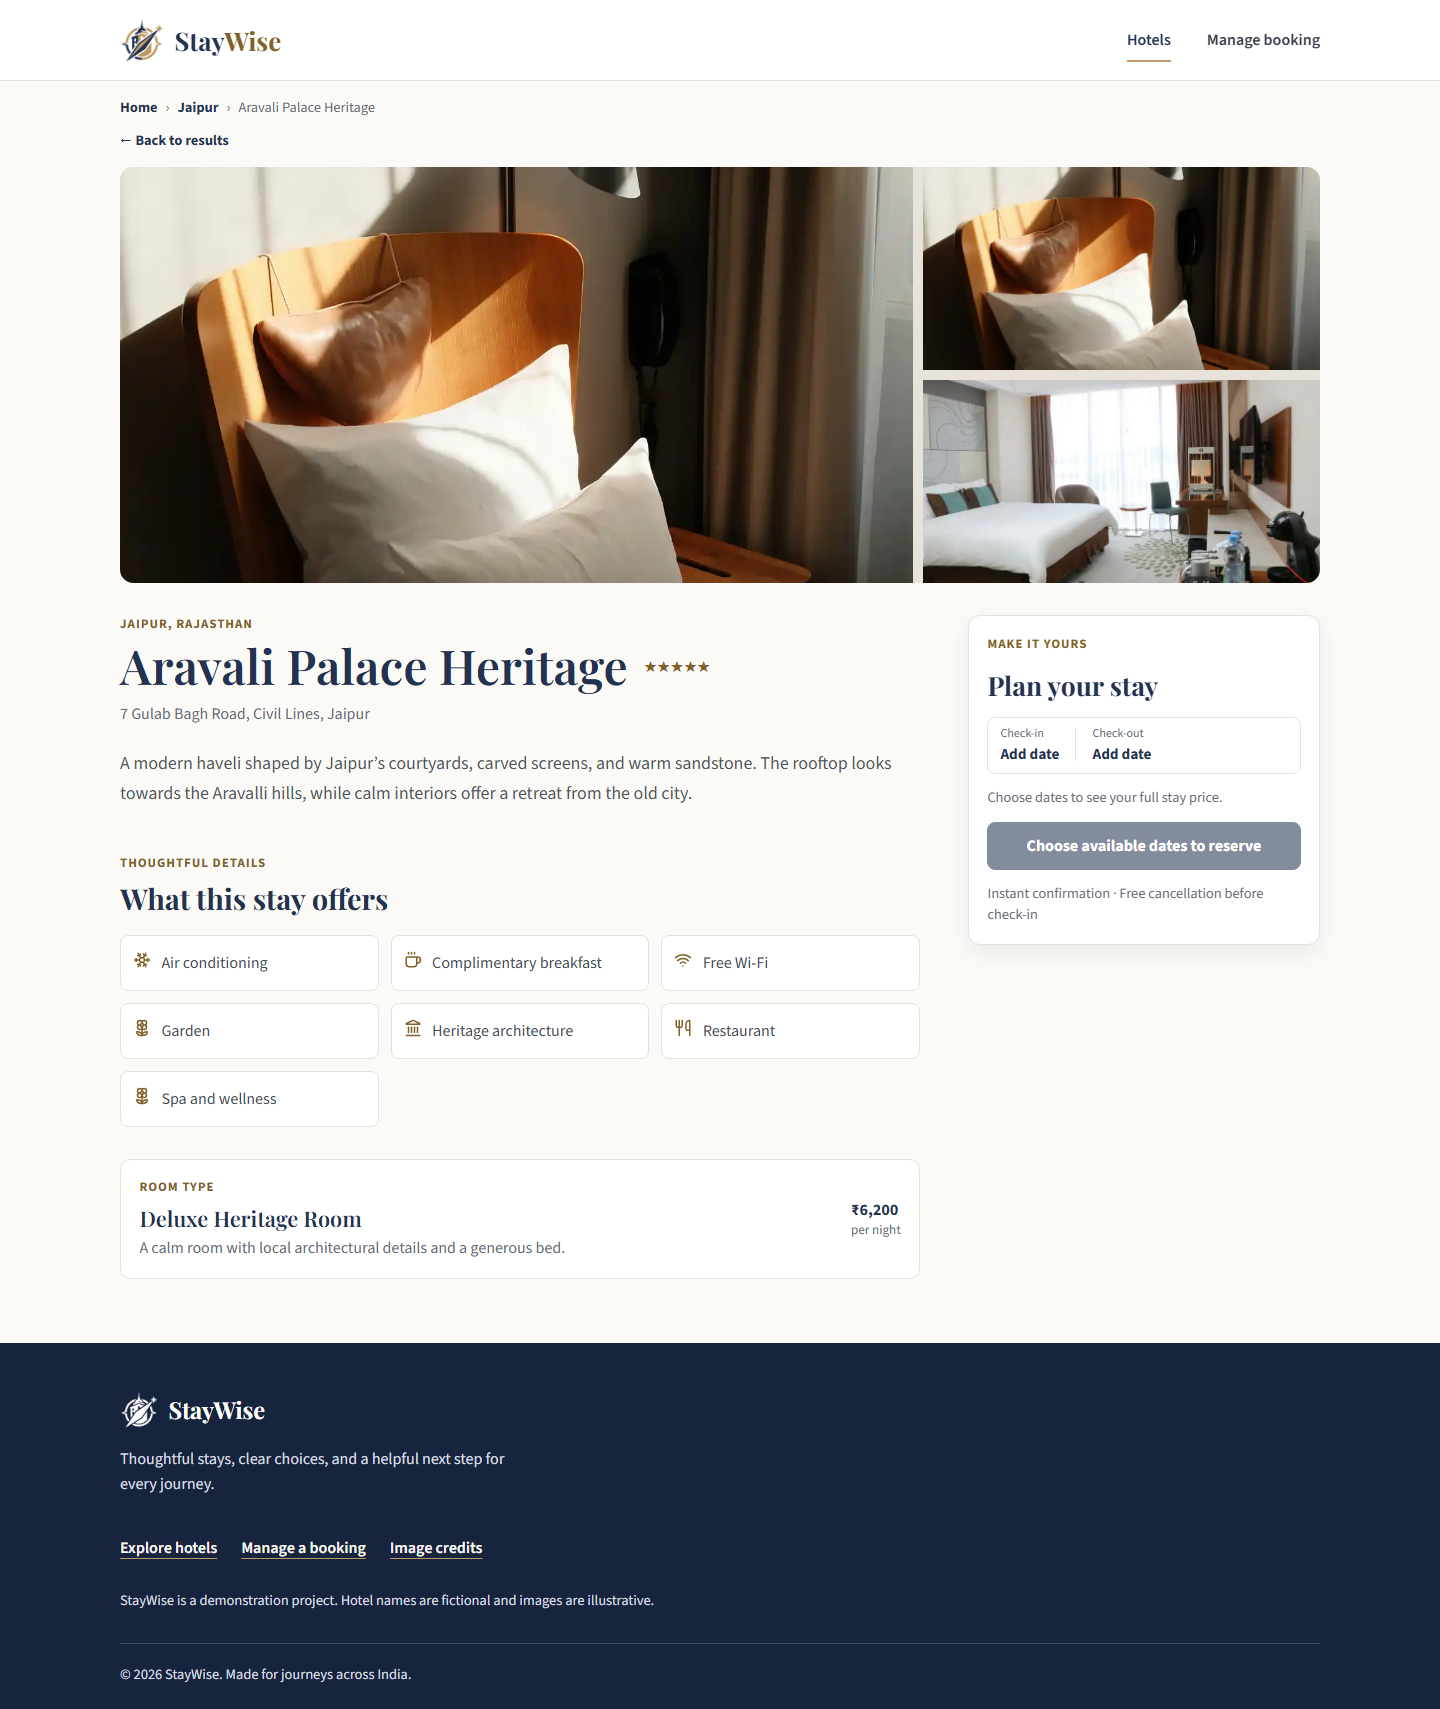 StayWise
Hotels
Manage booking
Home › Jaipur › Aravali Palace Heritage
← Back to results
JAIPUR, RAJASTHAN
Aravali Palace Heritage ★★★★★
7 Gulab Bagh Road, Civil Lines, Jaipur
A modern haveli shaped by Jaipur’s courtyards, carved screens, and warm sandstone. The rooftop looks
towards the Aravalli hills, while calm interiors offer a retreat from the old city.
THOUGHTFUL DETAILS
What this stay offers
Air conditioning
Complimentary breakfast
Free Wi-Fi
Garden
Heritage architecture
Restaurant
Spa and wellness
ROOM TYPE
Deluxe Heritage Room
A calm room with local architectural details and a generous bed.
₹6,200
per night
MAKE IT YOURS
Plan your stay
Check-in
Add date
Check-out
Add date
Choose dates to see your full stay price.
Choose available dates to reserve
Instant confirmation · Free cancellation before
check-in
StayWise
Thoughtful stays, clear choices, and a helpful next step for
every journey.
Explore hotels
Manage a booking
Image credits
StayWise is a demonstration project. Hotel names are fictional and images are illustrative.
© 2026 StayWise. Made for journeys across India.